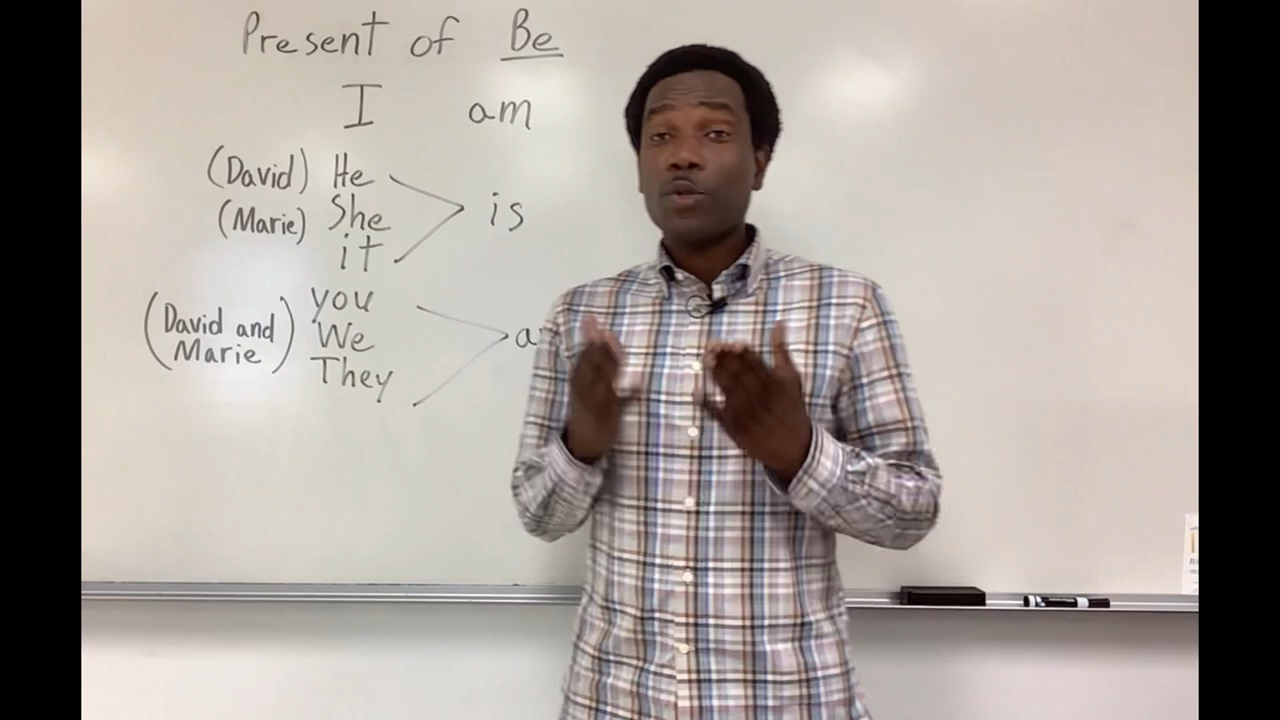 Present of Be
I am
(David) He
(Marie) She is
it
you
(David and We
Marie) They